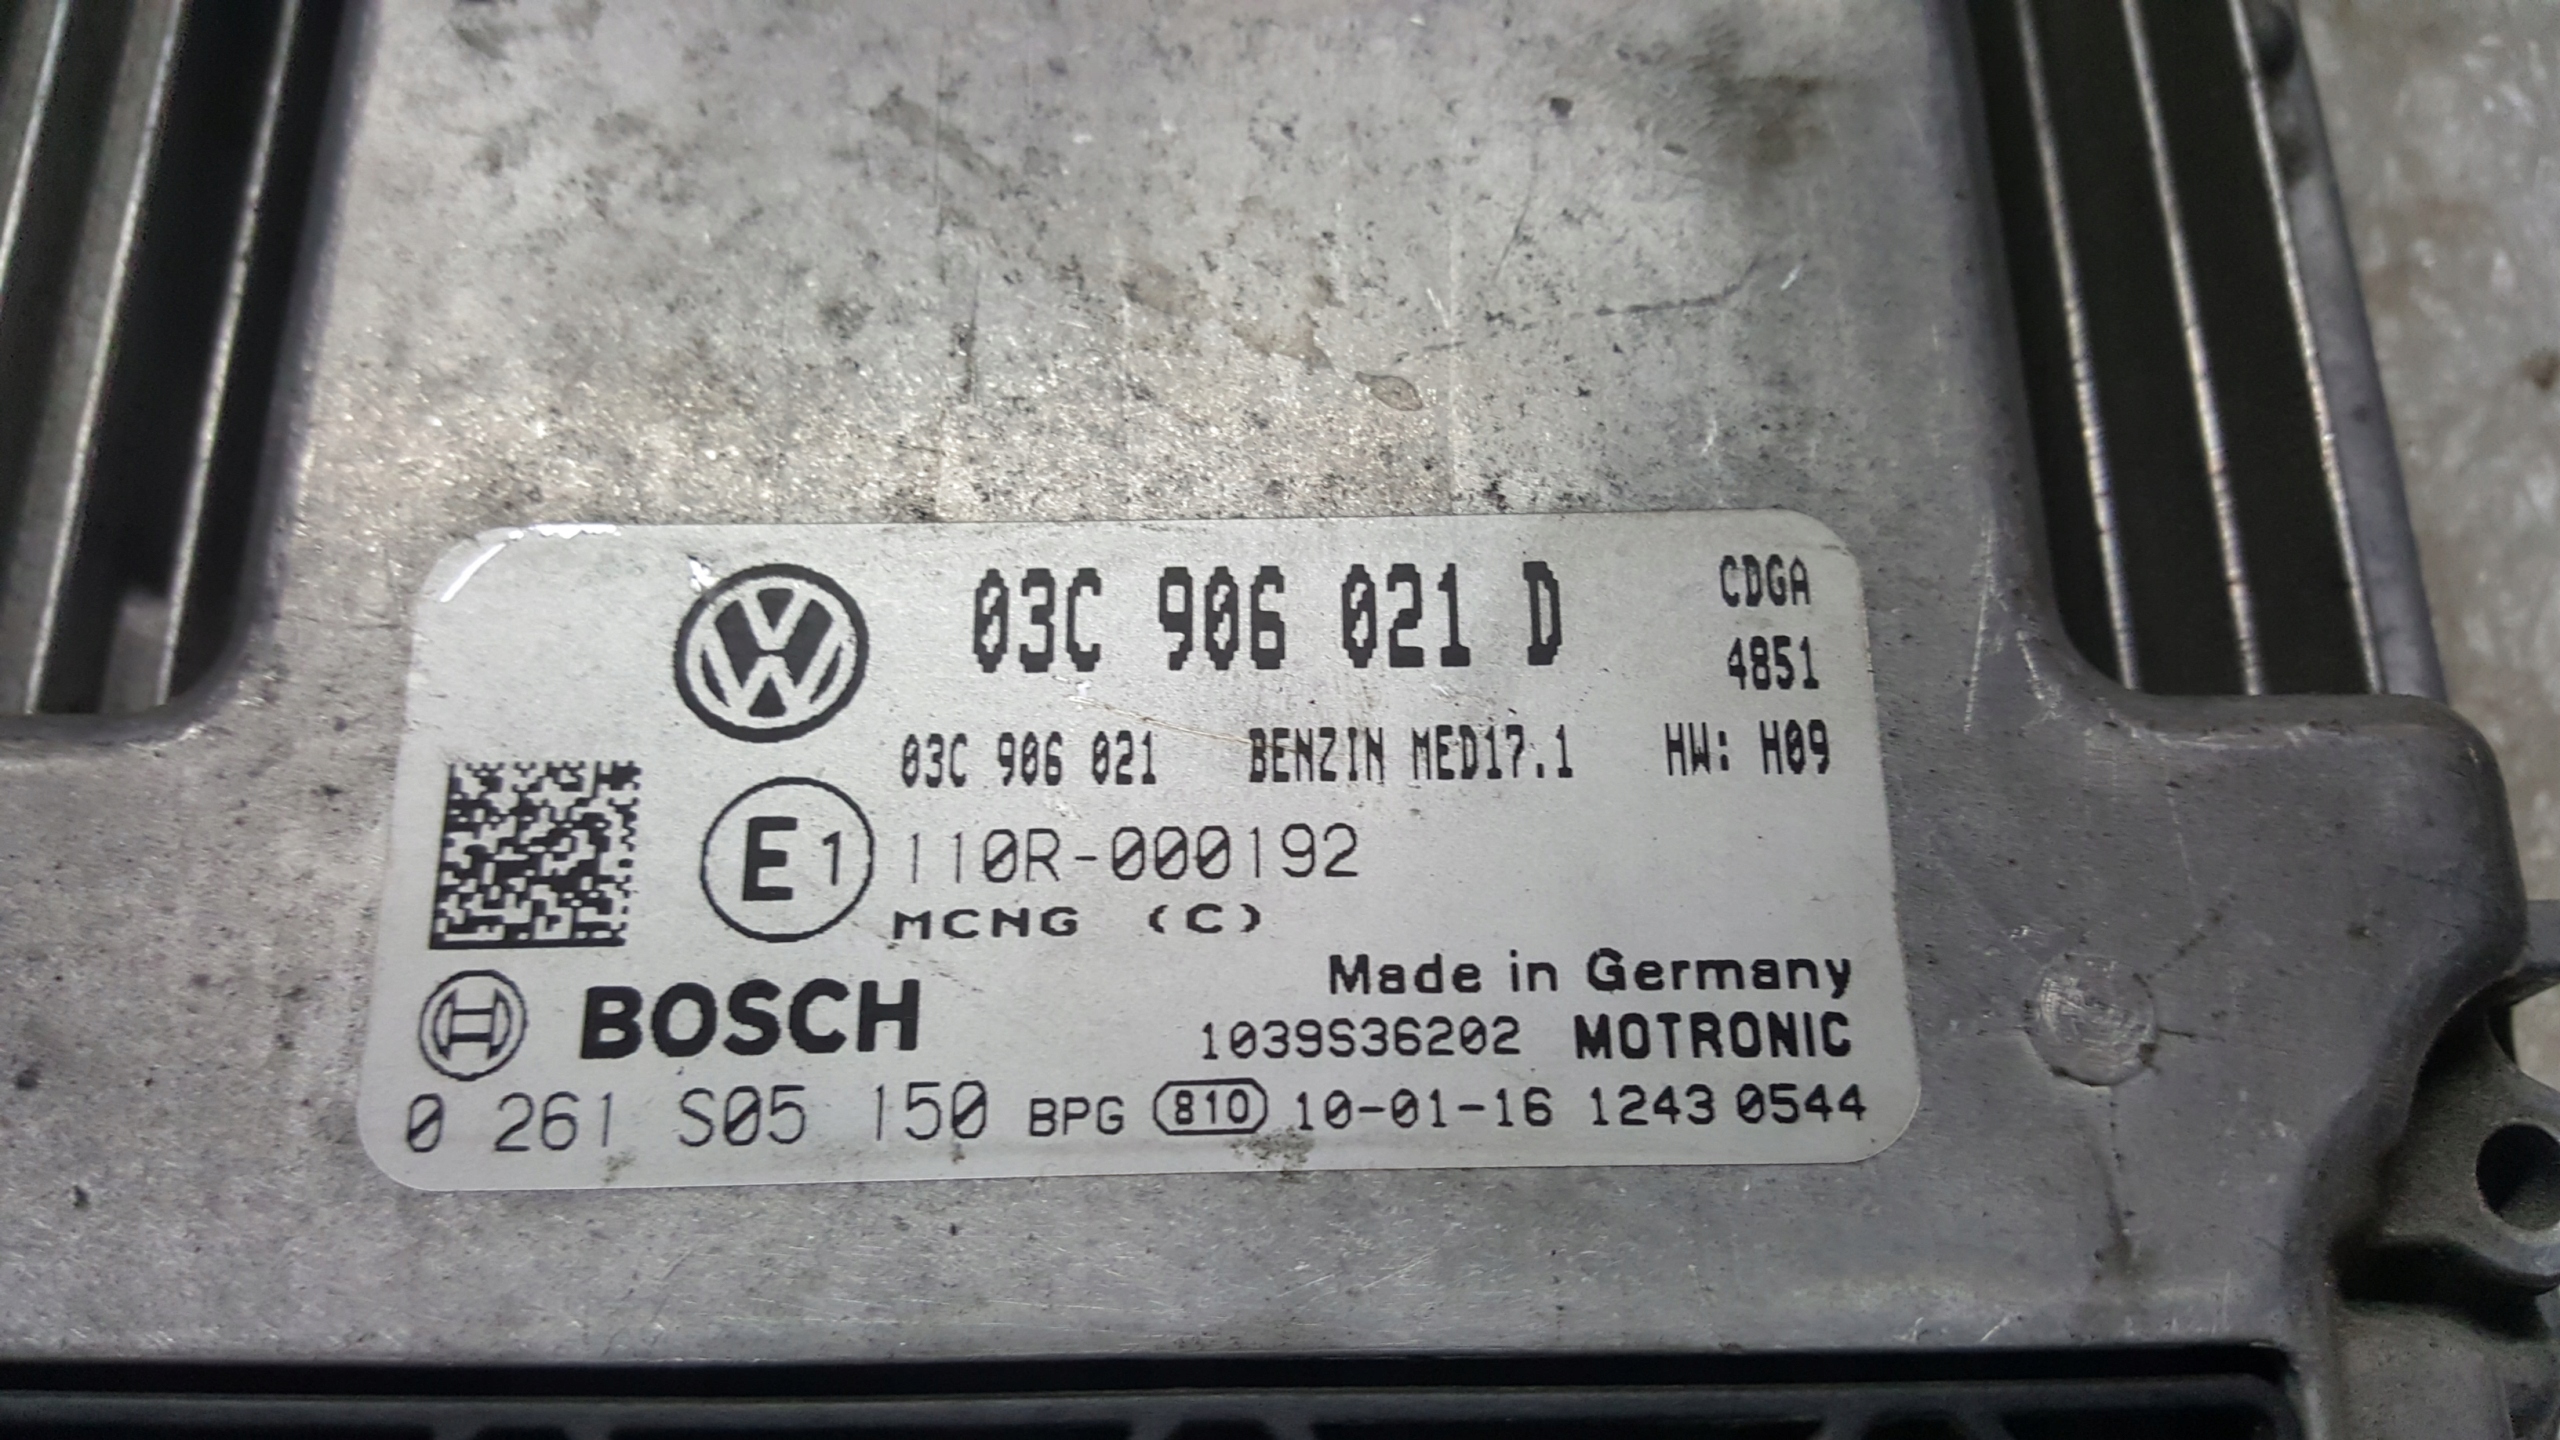 03C 906 021 D CDGA
4851
03C 906 021 BENZIN MED17.1 HW: H09
E1 110R-000192
MCNG (C)
Made in Germany
BOSCH 1039S36202 MOTRONIC
0 261 S05 150 BPG 810 10-01-16 1243 0544